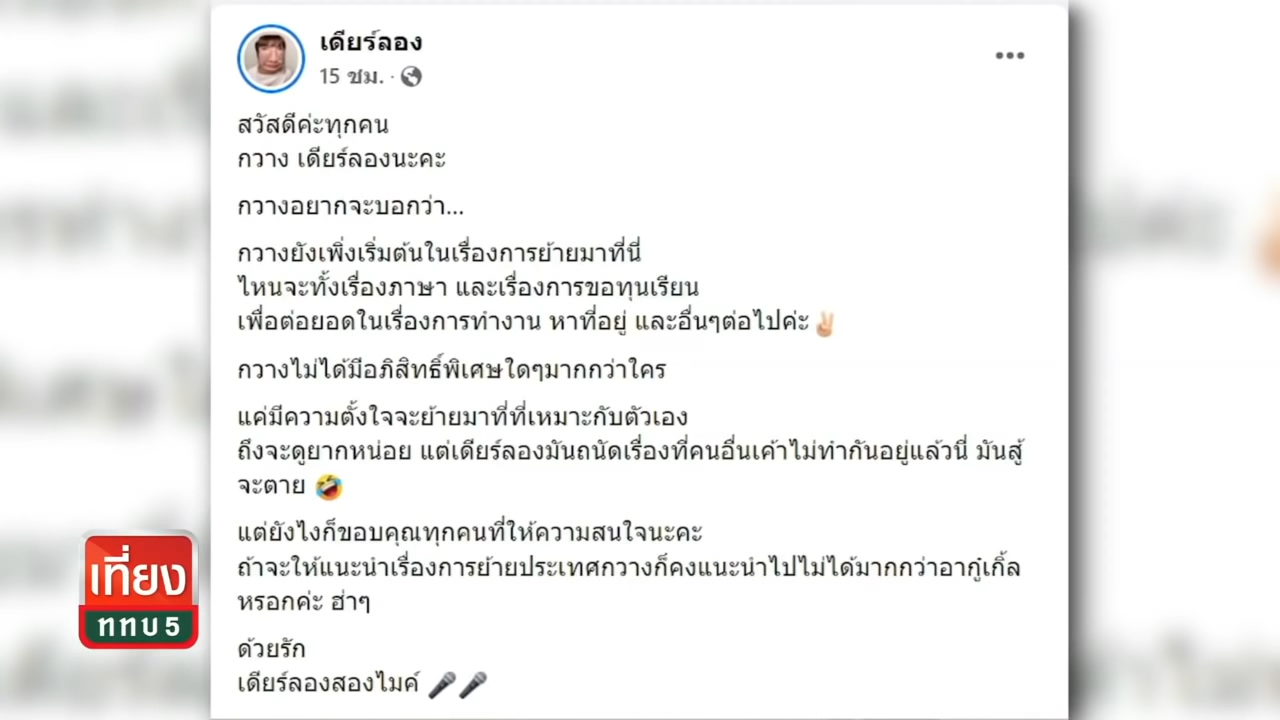 เดียร์ลอง
15 ชม.
สวัสดีค่ะทุกคน
กวาง เดียร์ลองนะคะ
กวางอยากจะบอกว่า...
กวางยังเพิ่งเริ่มต้นในเรื่องการย้ายมาที่นี่
ไหนจะทั้งเรื่องภาษา และเรื่องการขอทุนเรียน
เพื่อต่อยอดในเรื่องการทำงาน หาที่อยู่ และอื่นๆต่อไปค่ะ✌🏻
กวางไม่ได้มีอภิสิทธิ์พิเศษใดๆมากกว่าใคร
แค่มีความตั้งใจจะย้ายมาที่ที่เหมาะกับตัวเอง
ถึงจะดูยากหน่อย แต่เดียร์ลองมันถนัดเรื่องที่คนอื่นเค้าไม่ทำกันอยู่แล้วนี่ มันสู้
จะตาย 🤣
แต่ยังไงก็ขอบคุณทุกคนที่ให้ความสนใจนะคะ
ถ้าจะให้แนะนำเรื่องการย้ายประเทศกวางก็คงแนะนำไปไม่ได้มากกว่าอากู๋เกิ้ล
หรอกค่ะ ฮ่าๆ
ด้วยรัก
เดียร์ลองสองไมค์ 🎤🎤
เที่ยง
ททบ 5